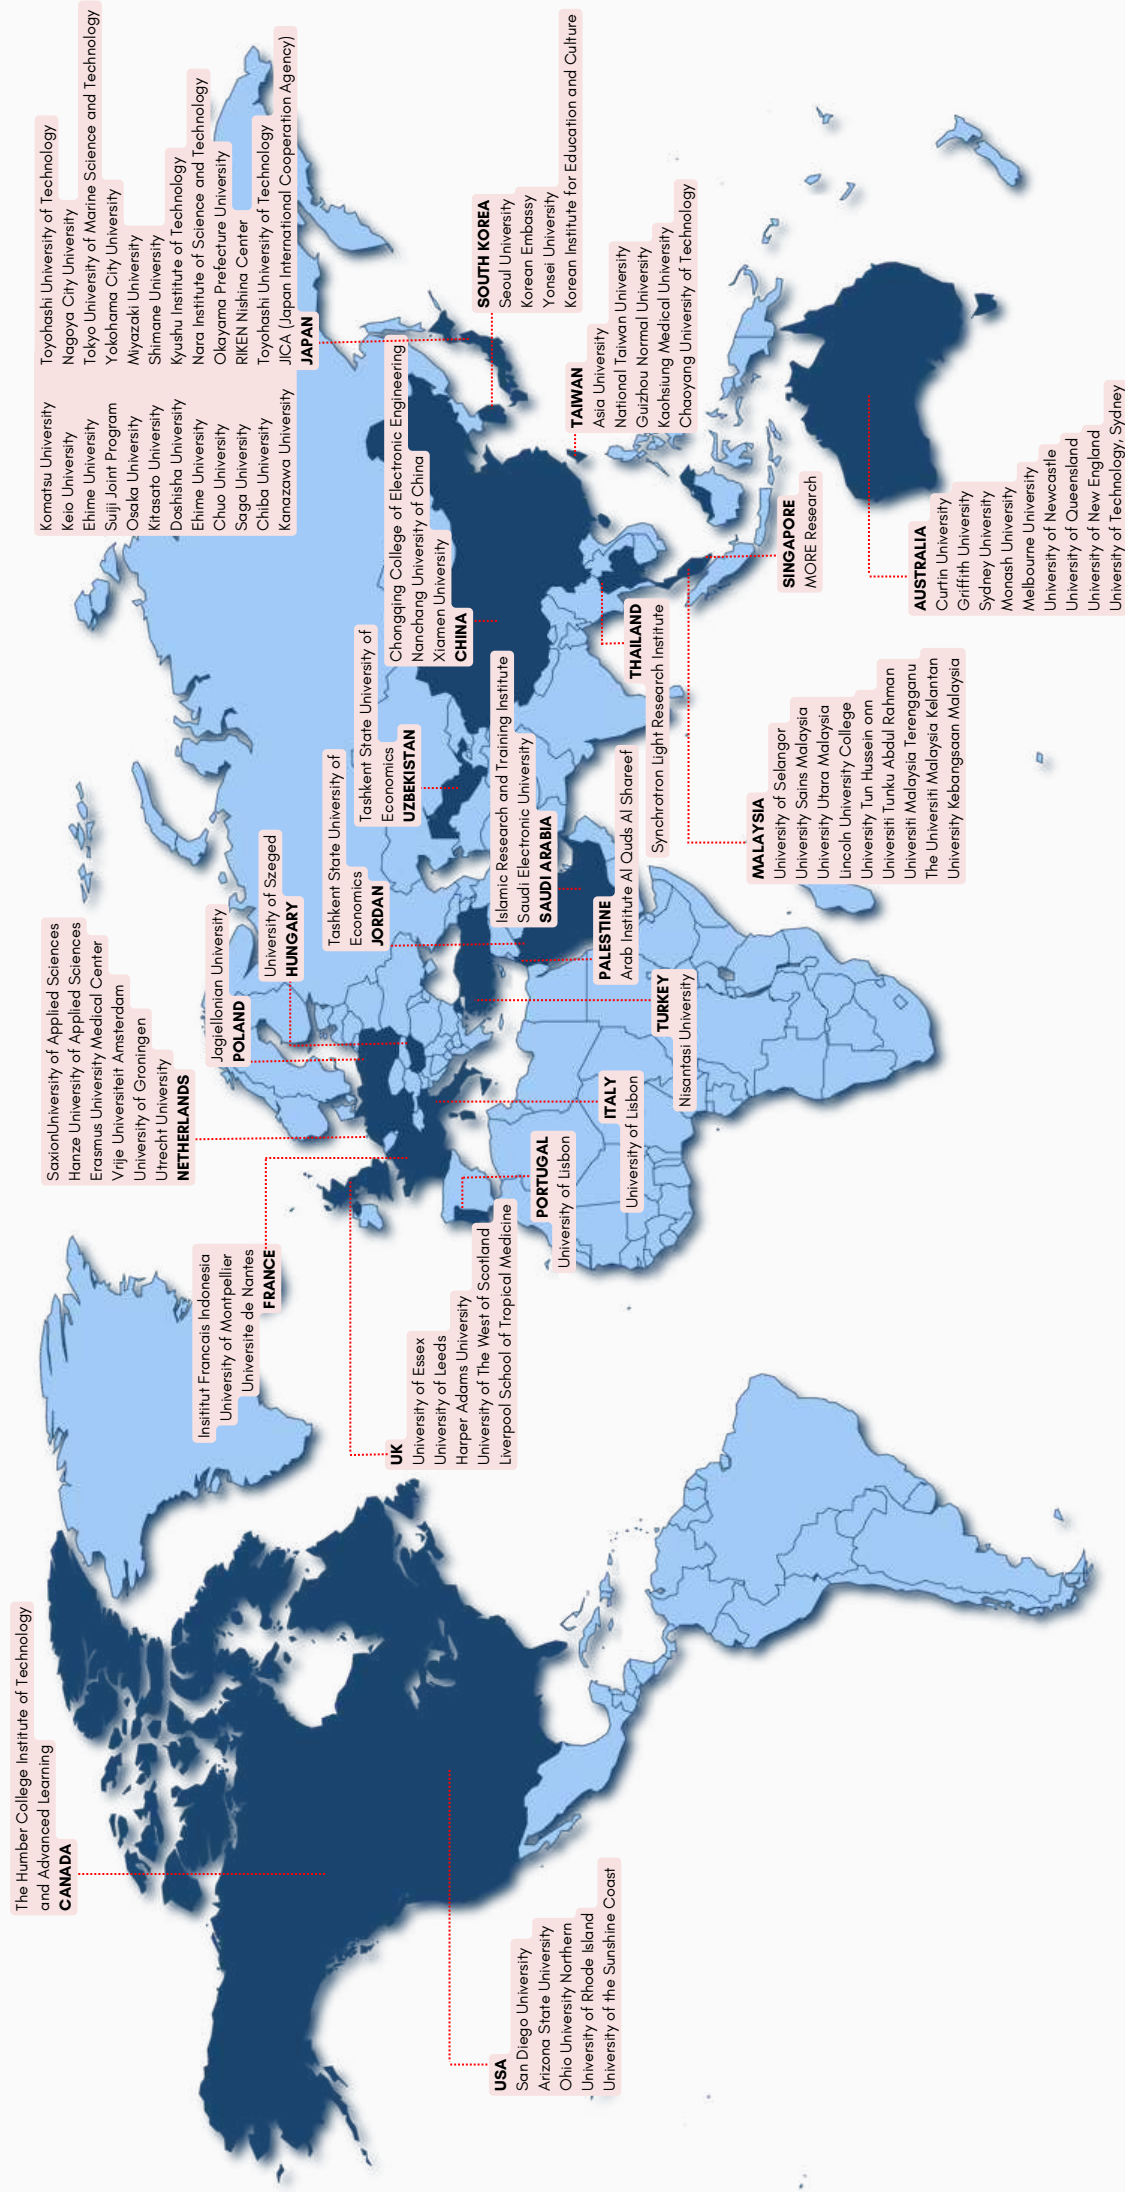 The Humber College Institute of Technology
and Advanced Learning
CANADA
USA
San Diego University
Arizona State University
Ohio University Northern
University of Rhode Island
University of the Sunshine Coast
Insititut Francais Indonesia
University of Montpellier
Universite de Nantes
FRANCE
UK
University of Essex
University of Leeds
Harper Adams University
University of The West of Scotland
Liverpool School of Tropical Medicine
SaxionUniversity of Applied Sciences
Hanze University of Applied Sciences
Erasmus University Medical Center
Vrije Universiteit Amsterdam
University of Groningen
Utrecht University
NETHERLANDS
Jagiellonian University
POLAND
University of Szeged
HUNGARY
PORTUGAL
University of Lisbon
ITALY
University of Lisbon
TURKEY
Nisantasi University
Tashkent State University of
Economics
JORDAN
PALESTINE
Arab Institute Al Quds Al Shareef
Islamic Research and Training Institute
Saudi Electronic University
SAUDI ARABIA
Tashkent State University of
Economics
UZBEKISTAN
Chongqing College of Electronic Engineering
Nanchang University of China
Xiamen University
CHINA
THAILAND
Synchrotron Light Research Institute
MALAYSIA
University of Selangor
University Sains Malaysia
University Utara Malaysia
Lincoln University College
University Tun Hussein onn
Universiti Tunku Abdul Rahman
Universiti Malaysia Terengganu
The Universiti Malaysia Kelantan
University Kebangsaan Malaysia
SINGAPORE
MORE Research
Komatsu University
Keio University
Ehime University
Suiji Joint Program
Osaka University
Kitasato University
Doshisha University
Ehime University
Chuo University
Saga University
Chiba University
Kanazawa University
Toyohashi University of Technology
Nagoya City University
Tokyo University of Marine Science and Technology
Yokohama City University
Miyazaki University
Shimane University
Kyushu Institute of Technology
Nara Institute of Science and Technology
Okayama Prefecture University
RIKEN Nishina Center
Toyohashi University of Technology
JICA (Japan International Cooperation Agency)
JAPAN
SOUTH KOREA
Seoul University
Korean Embassy
Yonsei University
Korean Institute for Education and Culture
TAIWAN
Asia University
National Taiwan University
Guizhou Normal University
Kaohsiung Medical University
Chaoyang University of Technology
AUSTRALIA
Curtin University
Griffith University
Sydney University
Monash University
Melbourne University
University of Newcastle
University of Queensland
University of New England
University of Technology, Sydney